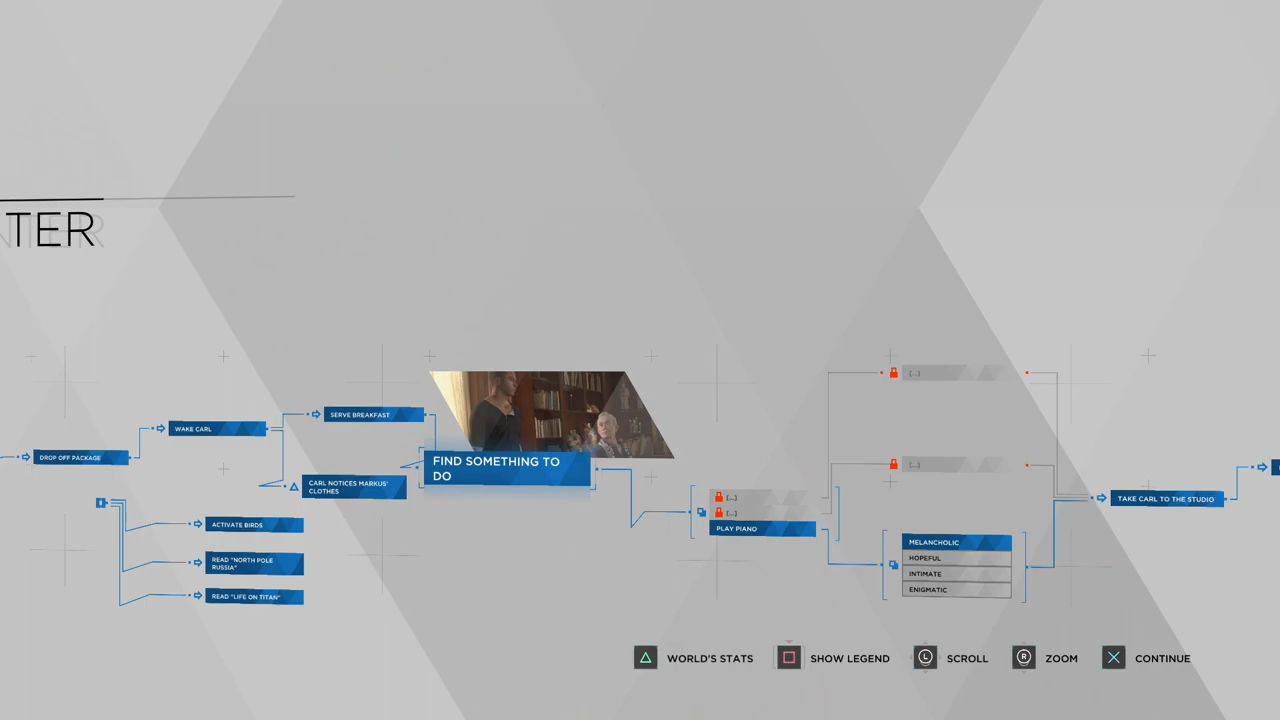 TER
DROP OFF PACKAGE
WAKE CARL
SERVE BREAKFAST
CARL NOTICES MARKUS'
CLOTHES
ACTIVATE BIRDS
READ "NORTH POLE
RUSSIA"
READ "LIFE ON TITAN"
FIND SOMETHING TO
DO
[...]
[...]
PLAY PIANO
[...]
[...]
MELANCHOLIC
HOPEFUL
INTIMATE
ENIGMATIC
TAKE CARL TO THE STUDIO
WORLD'S STATS
SHOW LEGEND
L
SCROLL
R
ZOOM
CONTINUE